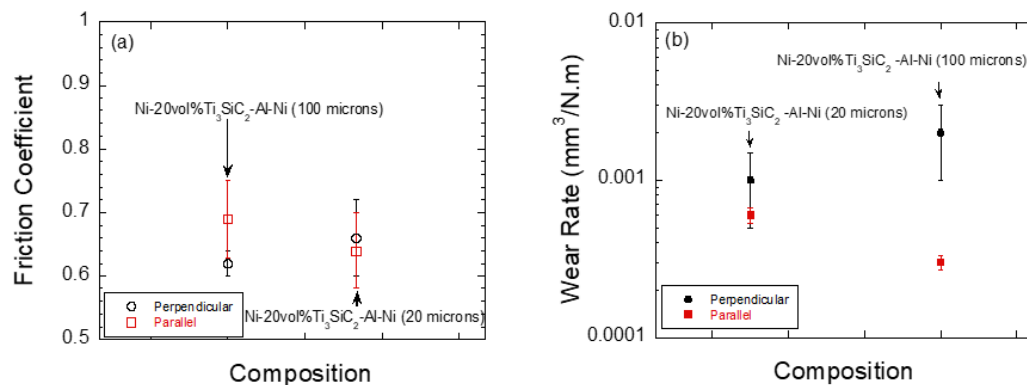 (a)
Friction Coefficient
1
0.9
0.8
0.7
0.6
0.5
Ni-20vol%Ti₃SiC₂-Al-Ni (100 microns)
Ni-20vol%Ti₃SiC₂-Al-Ni (20 microns)
Perpendicular
Parallel
Composition
(b)
Wear Rate (mm³/N.m)
0.01
0.001
0.0001
Ni-20vol%Ti₃SiC₂ -Al-Ni (100 microns)
Ni-20vol%Ti₃SiC₂ -Al-Ni (20 microns)
Perpendicular
Parallel
Composition